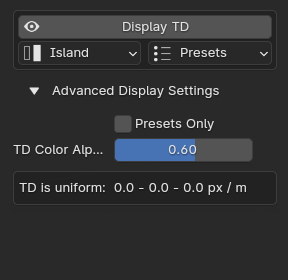 Display TD
Island Presets
Advanced Display Settings
Presets Only
TD Color Alp... 0.60
TD is uniform: 0.0 - 0.0 - 0.0 px / m